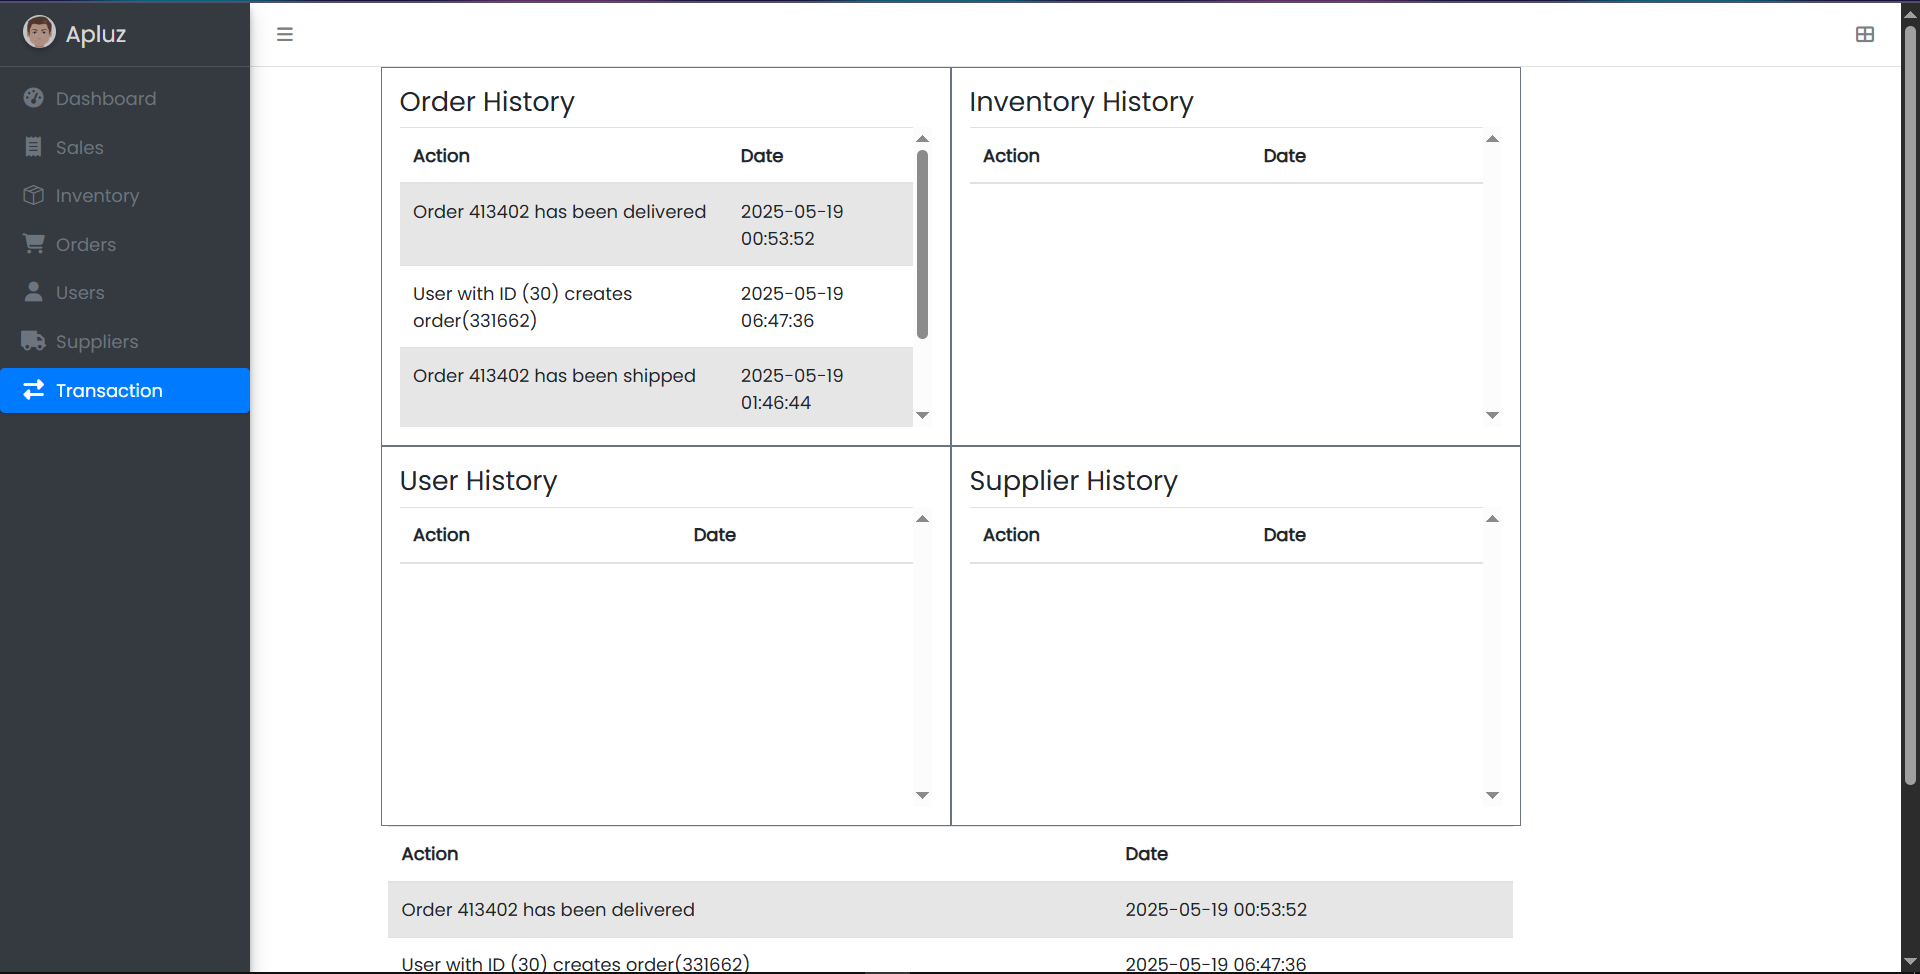 Apluz
Dashboard
Sales
Inventory
Orders
Users
Suppliers
Transaction
Order History
Action Date
Order 413402 has been delivered 2025-05-19
00:53:52
User with ID (30) creates 2025-05-19
order(331662) 06:47:36
Order 413402 has been shipped 2025-05-19
01:46:44
Inventory History
Action Date
User History
Action Date
Supplier History
Action Date
Action Date
Order 413402 has been delivered 2025-05-19 00:53:52
User with ID (30) creates order(331662) 2025-05-19 06:47:36